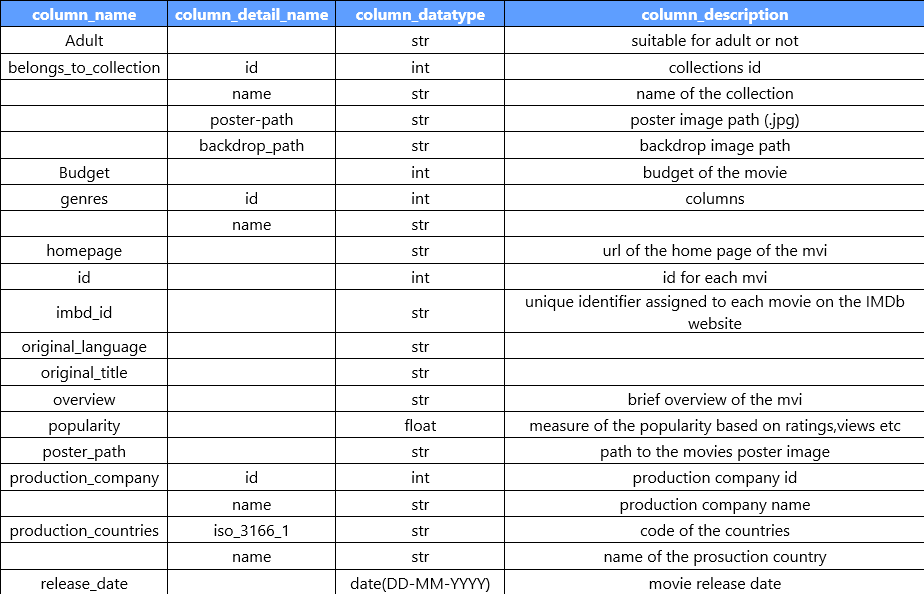 column_name column_detail_name column_datatype column_description
Adult str suitable for adult or not
belongs_to_collection id int collections id
name str name of the collection
poster-path str poster image path (.jpg)
backdrop_path str backdrop image path
Budget int budget of the movie
genres id int columns
name str
homepage str url of the home page of the mvi
id int id for each mvi
imbd_id str unique identifier assigned to each movie on the IMDb
website
original_language str
original_title str
overview str brief overview of the mvi
popularity float measure of the popularity based on ratings,views etc
poster_path str path to the movies poster image
production_company id int production company id
name str production company name
production_countries iso_3166_1 str code of the countries
name str name of the prosuction country
release_date date(DD-MM-YYYY) movie release date